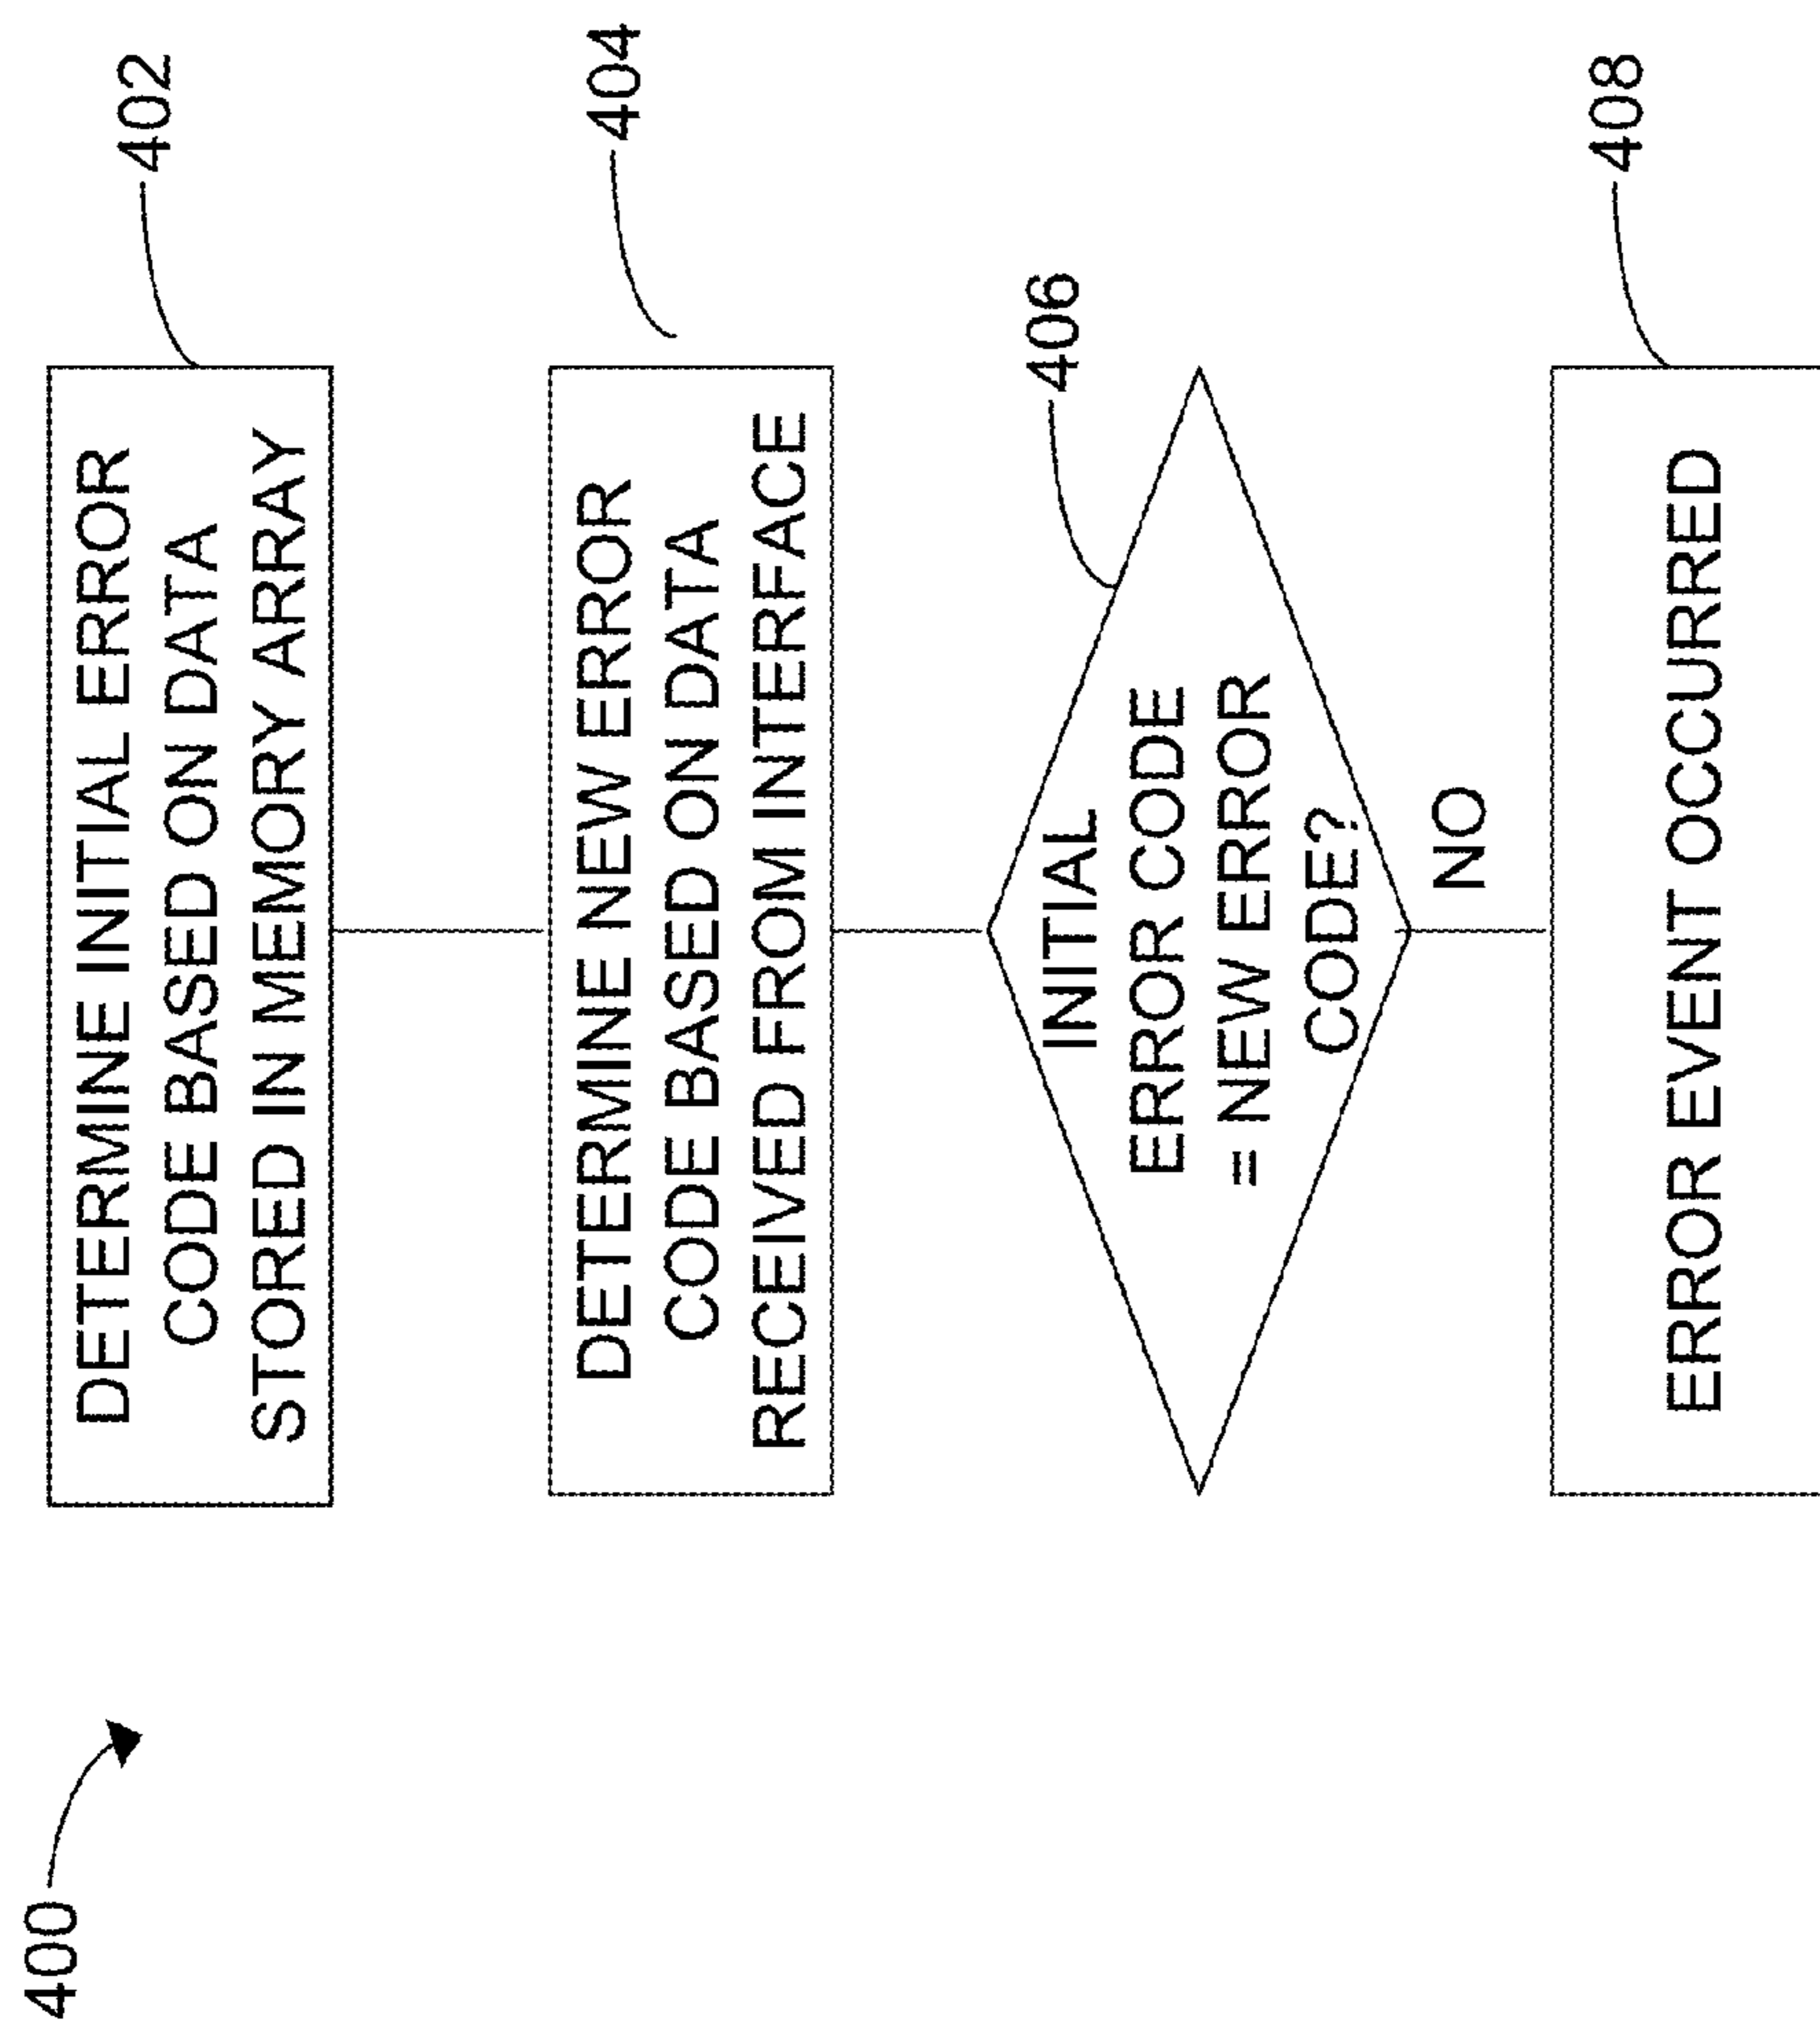 400
DETERMINE INITIAL ERROR
CODE BASED ON DATA
STORED IN MEMORY ARRAY
402
DETERMINE NEW ERROR
CODE BASED ON DATA
RECEIVED FROM INTERFACE
404
INITIAL
ERROR CODE
= NEW ERROR
CODE?
406
NO
ERROR EVENT OCCURRED
408